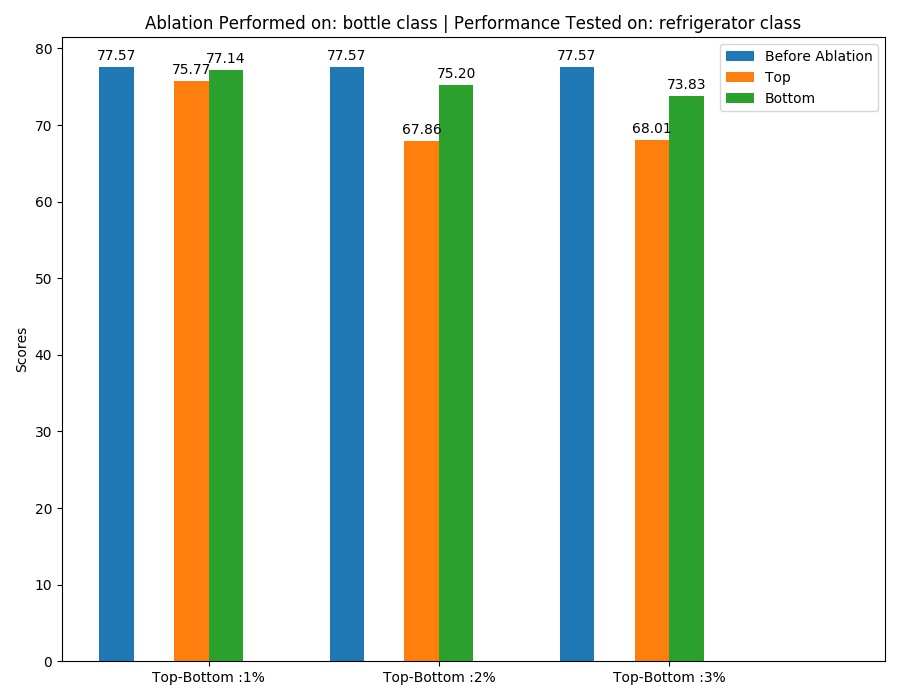 Ablation Performed on: bottle class | Performance Tested on: refrigerator class
Scores
80
70
60
50
40
30
20
10
0
77.57
75.77
77.14
77.57
67.86
75.20
77.57
68.01
73.83
Before Ablation
Top
Bottom
Top-Bottom :1%
Top-Bottom :2%
Top-Bottom :3%